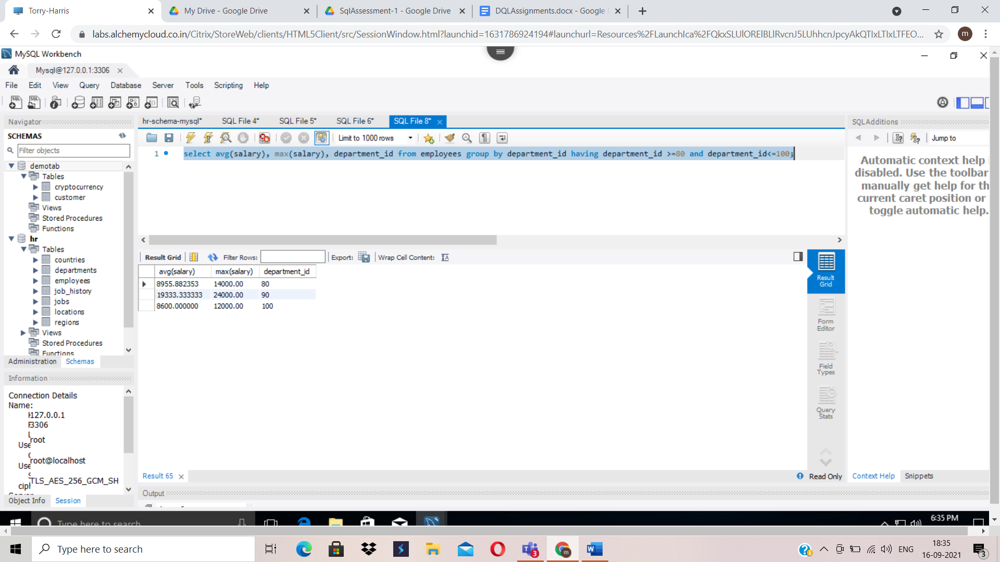 Torry-Harris
My Drive - Google Drive
SqlAssessment-1 - Google Drive
DQLAssignments.docx - Google
labs.alchemycloud.co.in/Citrix/StoreWeb/clients/HTML5Client/src/SessionWindow.html?launchid=1631786924194#launchurl=Resources%2FLaunchIca%2F
m
MySQL Workbench
Mysql@127.0.0.1:3306
File Edit View Query Database Server Tools Scripting Help
Navigator
hr-schema-mysql* SQL File 4* SQL File 5* SQL File 6* SQL File 8*
SQLAdditions
SCHEMAS
Limit to 1000 rows
Jump to
Filter objects
1 select avg(salary), max(salary), department_id from employees group by department_id having department_id >=80 and department_id<=100;
Automatic context help
disabled. Use the toolbar
manually get help for
current caret position or
toggle automatic help.
demotab
Tables
cryptocurrency
customer
Views
Stored Procedures
Functions
hr
Tables
countries
departments
employees
job_history
jobs
locations
regions
Views
Stored Procedures
Functions
Administration Schemas
Result Grid Filter Rows: Export: Wrap Cell Content:
avg(salary) max(salary) department_id
8955.882353 14000.00 80
19333.333333 24000.00 90
8600.000000 12000.00 100
Result
Grid
Form
Editor
Field
Types
Query
Stats
Information
Connection Details
Name:
127.0.0.1
3306
root
Use
root@localhost
Use
TLS_AES_256_GCM_SH
ciph
Object Info Session
Result 65
Read Only
Context Help Snippets
Output
Type here to search
6:35 PM
Type here to search
3
m
ENG
18:35
16-09-2021
3